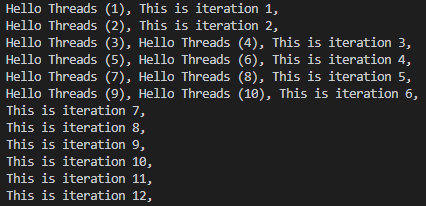 Hello Threads (1), This is iteration 1,
Hello Threads (2), This is iteration 2,
Hello Threads (3), Hello Threads (4), This is iteration 3,
Hello Threads (5), Hello Threads (6), This is iteration 4,
Hello Threads (7), Hello Threads (8), This is iteration 5,
Hello Threads (9), Hello Threads (10), This is iteration 6,
This is iteration 7,
This is iteration 8,
This is iteration 9,
This is iteration 10,
This is iteration 11,
This is iteration 12,